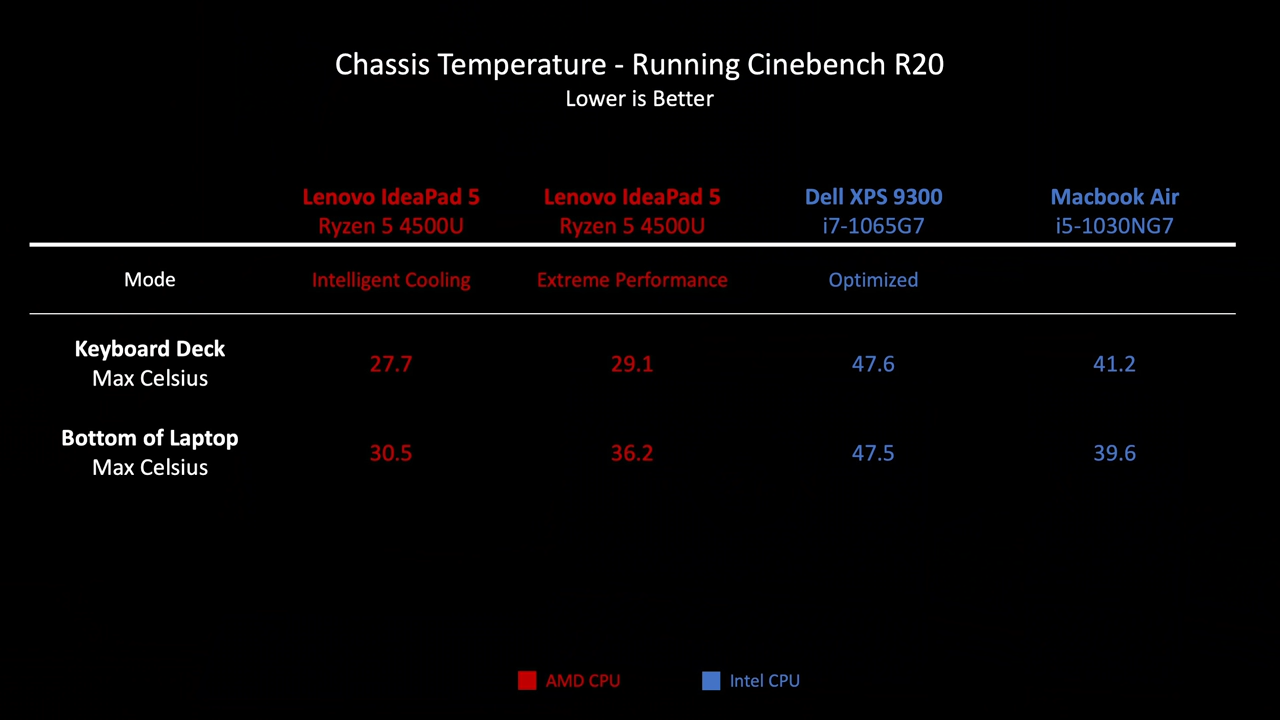 Chassis Temperature - Running Cinebench R20
Lower is Better
Lenovo IdeaPad 5 Lenovo IdeaPad 5 Dell XPS 9300 Macbook Air
Ryzen 5 4500U Ryzen 5 4500U i7-1065G7 i5-1030NG7
Mode Intelligent Cooling Extreme Performance Optimized
Keyboard Deck
Max Celsius 27.7 29.1 47.6 41.2
Bottom of Laptop
Max Celsius 30.5 36.2 47.5 39.6
AMD CPU Intel CPU